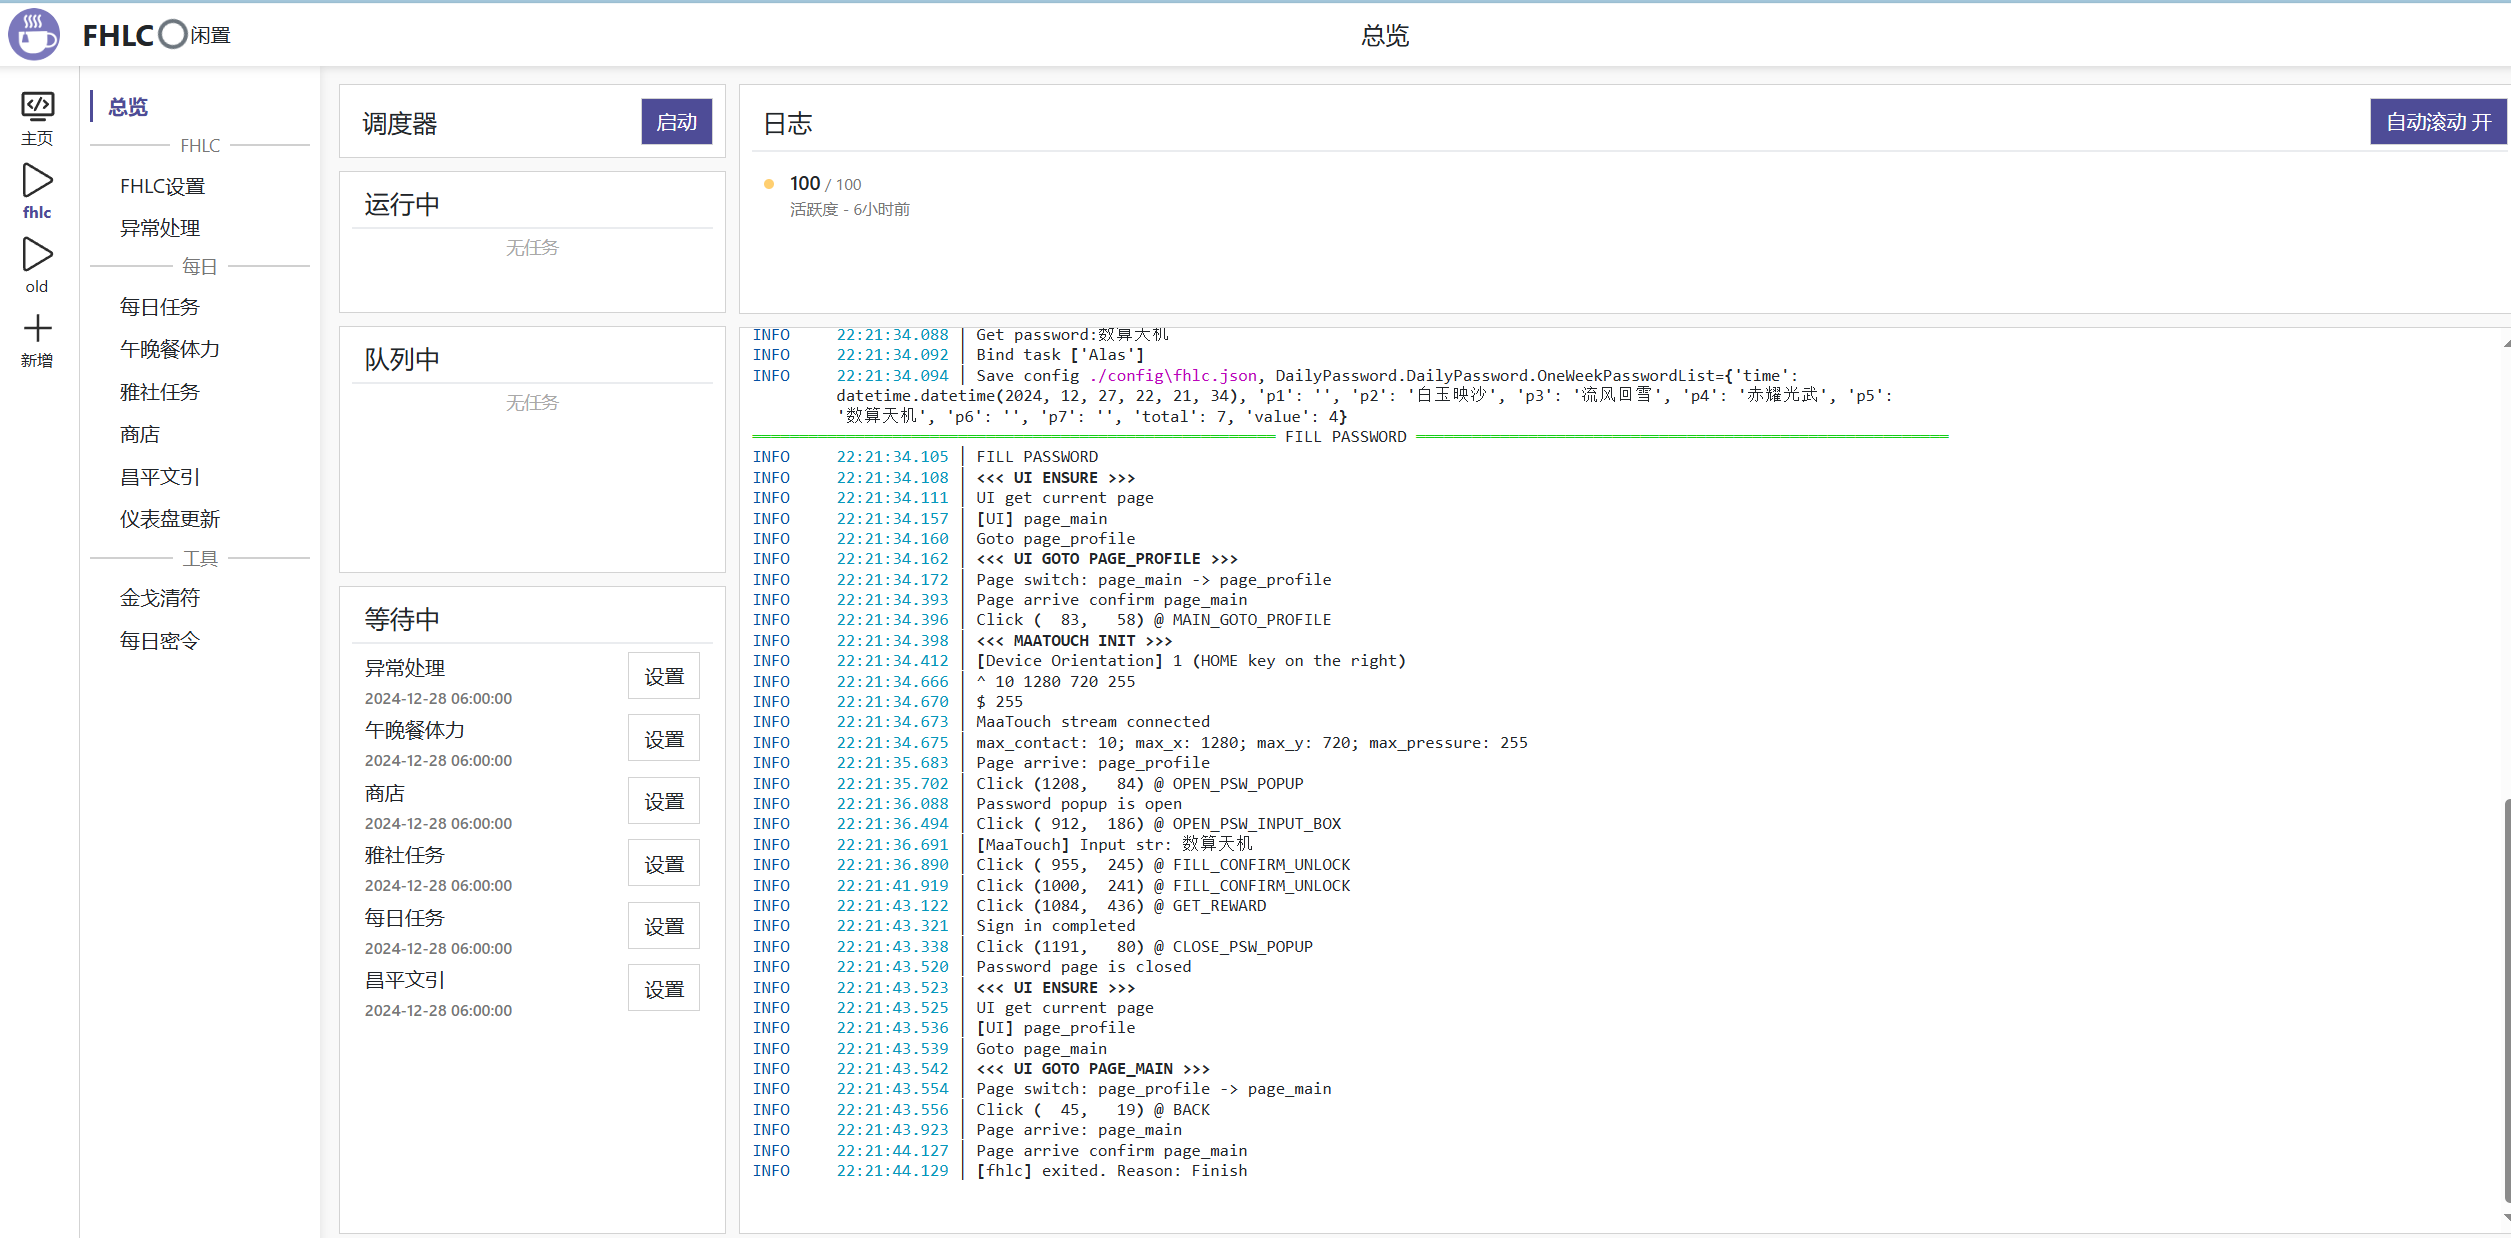 FHLC 闲置
总览
主页
fhlc
old
新增
总览
FHLC
FHLC设置
异常处理
每日
每日任务
午晚餐体力
雅社任务
商店
昌平文引
仪表盘更新
工具
金戈清符
每日密令
调度器
启动
运行中
无任务
队列中
无任务
等待中
异常处理
2024-12-28 06:00:00
设置
午晚餐体力
2024-12-28 06:00:00
设置
商店
2024-12-28 06:00:00
设置
雅社任务
2024-12-28 06:00:00
设置
每日任务
2024-12-28 06:00:00
设置
昌平文引
2024-12-28 06:00:00
设置
日志
自动滚动 开
100 / 100
活跃度 - 6小时前
INFO 22:21:34.088 │ Get password:数算天机
INFO 22:21:34.092 │ Bind task ['Alas']
INFO 22:21:34.094 │ Save config ./config\fhlc.json, DailyPassword.DailyPassword.OneWeekPasswordList={'time':
datetime.datetime(2024, 12, 27, 22, 21, 34), 'p1': '', 'p2': '白玉映沙', 'p3': '流风回雪', 'p4': '赤耀光武', 'p5':
'数算天机', 'p6': '', 'p7': '', 'total': 7, 'value': 4}
FILL PASSWORD
INFO 22:21:34.105 │ FILL PASSWORD
INFO 22:21:34.108 │ <<< UI ENSURE >>>
INFO 22:21:34.111 │ UI get current page
INFO 22:21:34.157 │ [UI] page_main
INFO 22:21:34.160 │ Goto page_profile
INFO 22:21:34.162 │ <<< UI GOTO PAGE_PROFILE >>>
INFO 22:21:34.172 │ Page switch: page_main -> page_profile
INFO 22:21:34.393 │ Page arrive confirm page_main
INFO 22:21:34.396 │ Click (  83,   58) @ MAIN_GOTO_PROFILE
INFO 22:21:34.398 │ <<< MAATOUCH INIT >>>
INFO 22:21:34.412 │ [Device Orientation] 1 (HOME key on the right)
INFO 22:21:34.666 │ ^ 10 1280 720 255
INFO 22:21:34.670 │ $ 255
INFO 22:21:34.673 │ MaaTouch stream connected
INFO 22:21:34.675 │ max_contact: 10; max_x: 1280; max_y: 720; max_pressure: 255
INFO 22:21:35.683 │ Page arrive: page_profile
INFO 22:21:35.702 │ Click (1208,   84) @ OPEN_PSW_POPUP
INFO 22:21:36.088 │ Password popup is open
INFO 22:21:36.494 │ Click ( 912,  186) @ OPEN_PSW_INPUT_BOX
INFO 22:21:36.691 │ [MaaTouch] Input str: 数算天机
INFO 22:21:36.890 │ Click ( 955,  245) @ FILL_CONFIRM_UNLOCK
INFO 22:21:41.919 │ Click (1000,  241) @ FILL_CONFIRM_UNLOCK
INFO 22:21:43.122 │ Click (1084,  436) @ GET_REWARD
INFO 22:21:43.321 │ Sign in completed
INFO 22:21:43.338 │ Click (1191,   80) @ CLOSE_PSW_POPUP
INFO 22:21:43.520 │ Password page is closed
INFO 22:21:43.523 │ <<< UI ENSURE >>>
INFO 22:21:43.525 │ UI get current page
INFO 22:21:43.536 │ [UI] page_profile
INFO 22:21:43.539 │ Goto page_main
INFO 22:21:43.542 │ <<< UI GOTO PAGE_MAIN >>>
INFO 22:21:43.554 │ Page switch: page_profile -> page_main
INFO 22:21:43.556 │ Click (  45,   19) @ BACK
INFO 22:21:43.923 │ Page arrive: page_main
INFO 22:21:44.127 │ Page arrive confirm page_main
INFO 22:21:44.129 │ [fhlc] exited. Reason: Finish